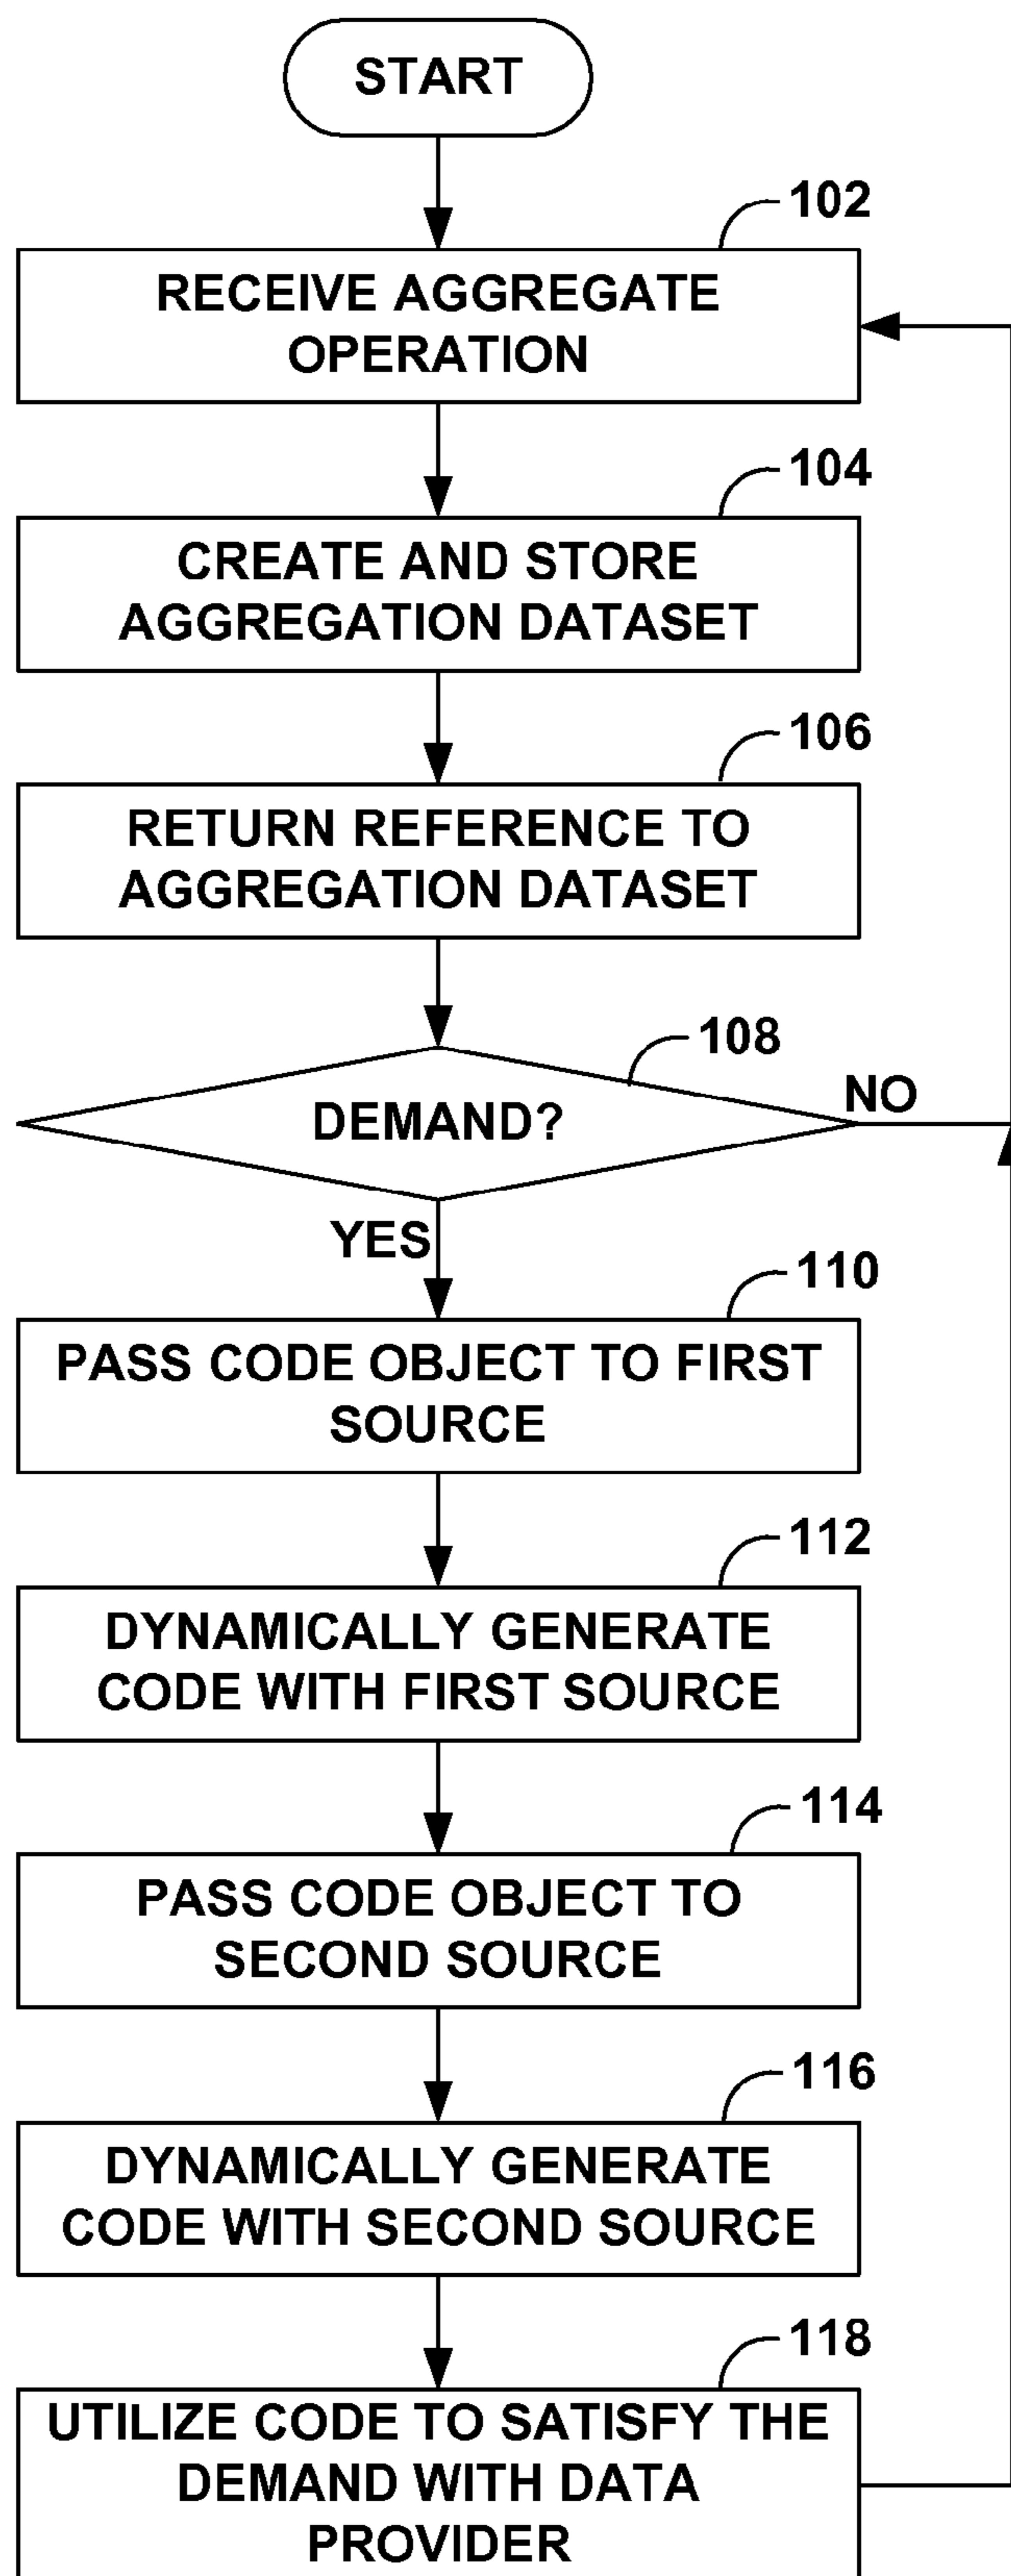 START
102
RECEIVE AGGREGATE
OPERATION
104
CREATE AND STORE
AGGREGATION DATASET
106
RETURN REFERENCE TO
AGGREGATION DATASET
108
DEMAND?
NO
YES
110
PASS CODE OBJECT TO FIRST
SOURCE
112
DYNAMICALLY GENERATE
CODE WITH FIRST SOURCE
114
PASS CODE OBJECT TO
SECOND SOURCE
116
DYNAMICALLY GENERATE
CODE WITH SECOND SOURCE
118
UTILIZE CODE TO SATISFY THE
DEMAND WITH DATA
PROVIDER